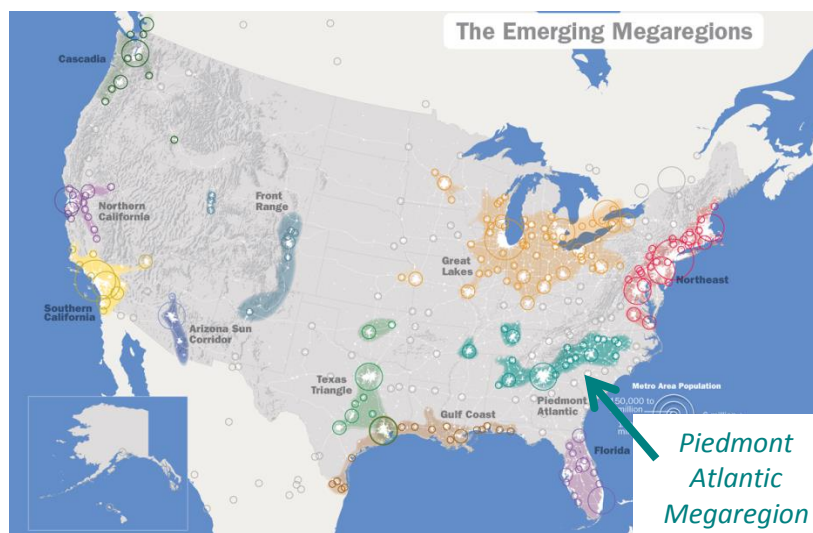 The Emerging Megaregions
Cascadia
Northern
California
Front
Range
Great
Lakes
Northeast
Southern
California
Arizona Sun
Corridor
Texas
Triangle
Gulf Coast
Piedmont
Atlantic
Metro Area Population
150,000 to
Florida
Piedmont
Atlantic
Megaregion